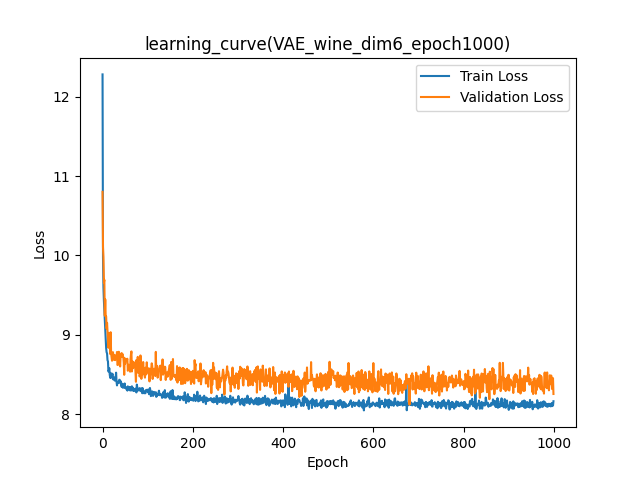 learning_curve(VAE_wine_dim6_epoch1000)
Train Loss
Validation Loss
12
11
10
9
8
Loss
0
200
400
600
800
1000
Epoch